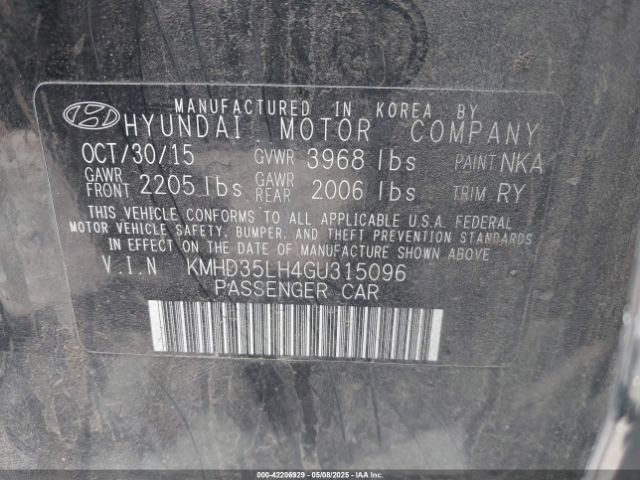 MANUFACTURED IN KOREA BY
HYUNDAI MOTOR COMPANY
OCT/30/15 GVWR 3968 lbs PAINT NKA
GAWR FRONT 2205 lbs GAWR REAR 2006 lbs TRIM RY
THIS VEHICLE CONFORMS TO ALL APPLICABLE U.S.A. FEDERAL
MOTOR VEHICLE SAFETY, BUMPER, AND THEFT PREVENTION STANDARDS
IN EFFECT ON THE DATE OF MANUFACTURE SHOWN ABOVE
V.I.N KMHD35LH4GU315096
PASSENGER CAR
000-42206929 - 05/08/2025 - IAAI.COM